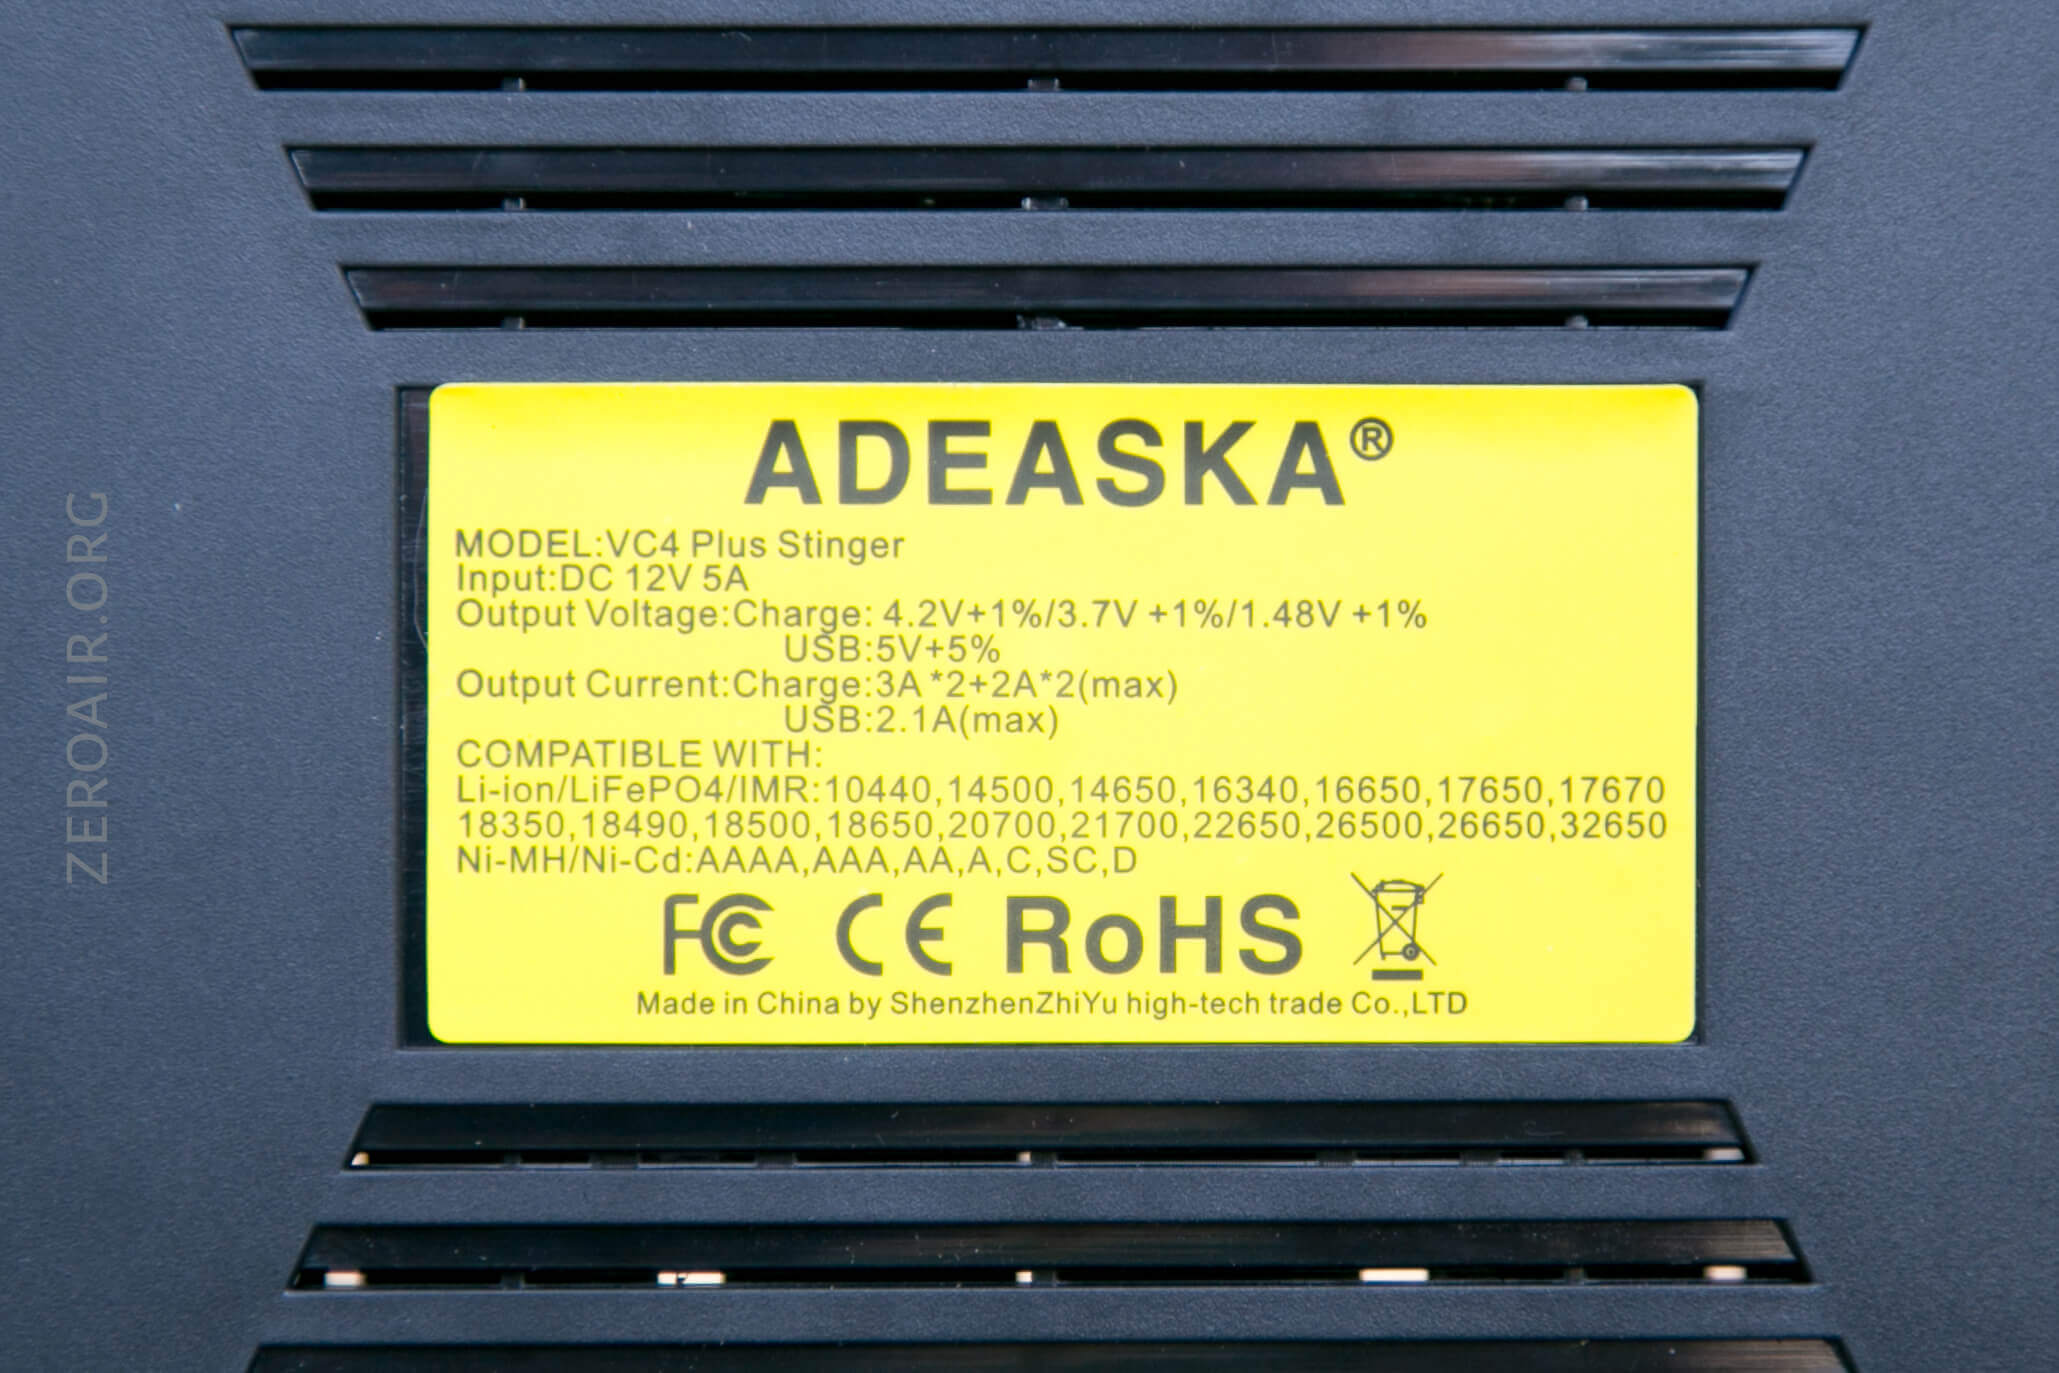 ADEASKA®
MODEL:VC4 Plus Stinger
Input:DC 12V 5A
Output Voltage:Charge: 4.2V+1%/3.7V +1%/1.48V +1%
USB:5V+5%
Output Current:Charge:3A *2+2A*2(max)
USB:2.1A(max)
COMPATIBLE WITH:
Li-ion/LiFePO4/IMR:10440,14500,14650,16340,16650,17650,17670
18350,18490,18500,18650,20700,21700,22650,26500,26650,32650
Ni-MH/Ni-Cd:AAAA,AAA,AA,A,C,SC,D
FC CE RoHS
Made in China by ShenzhenZhiYu high-tech trade Co.,LTD
ZEROAIR.ORG